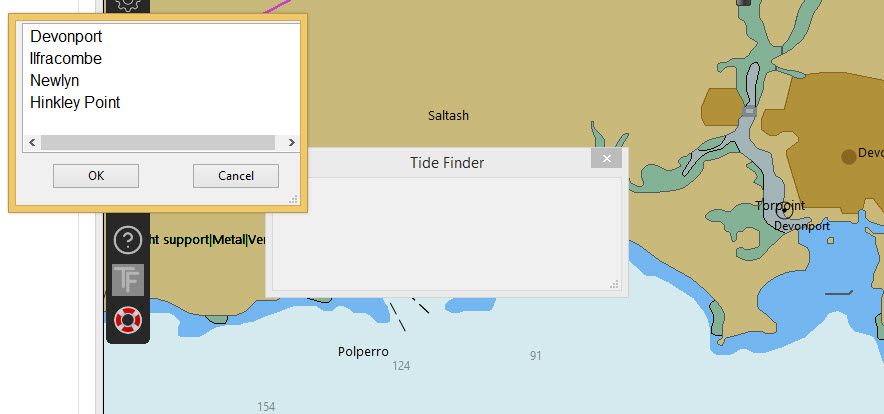 Devonport
Ilfracombe
Newlyn
Hinkley Point
OK
Cancel
Saltash
Tide Finder
Devo
Torpoint
Devonport
ht support|Metal|Ver
TF
Polperro
124
91
154